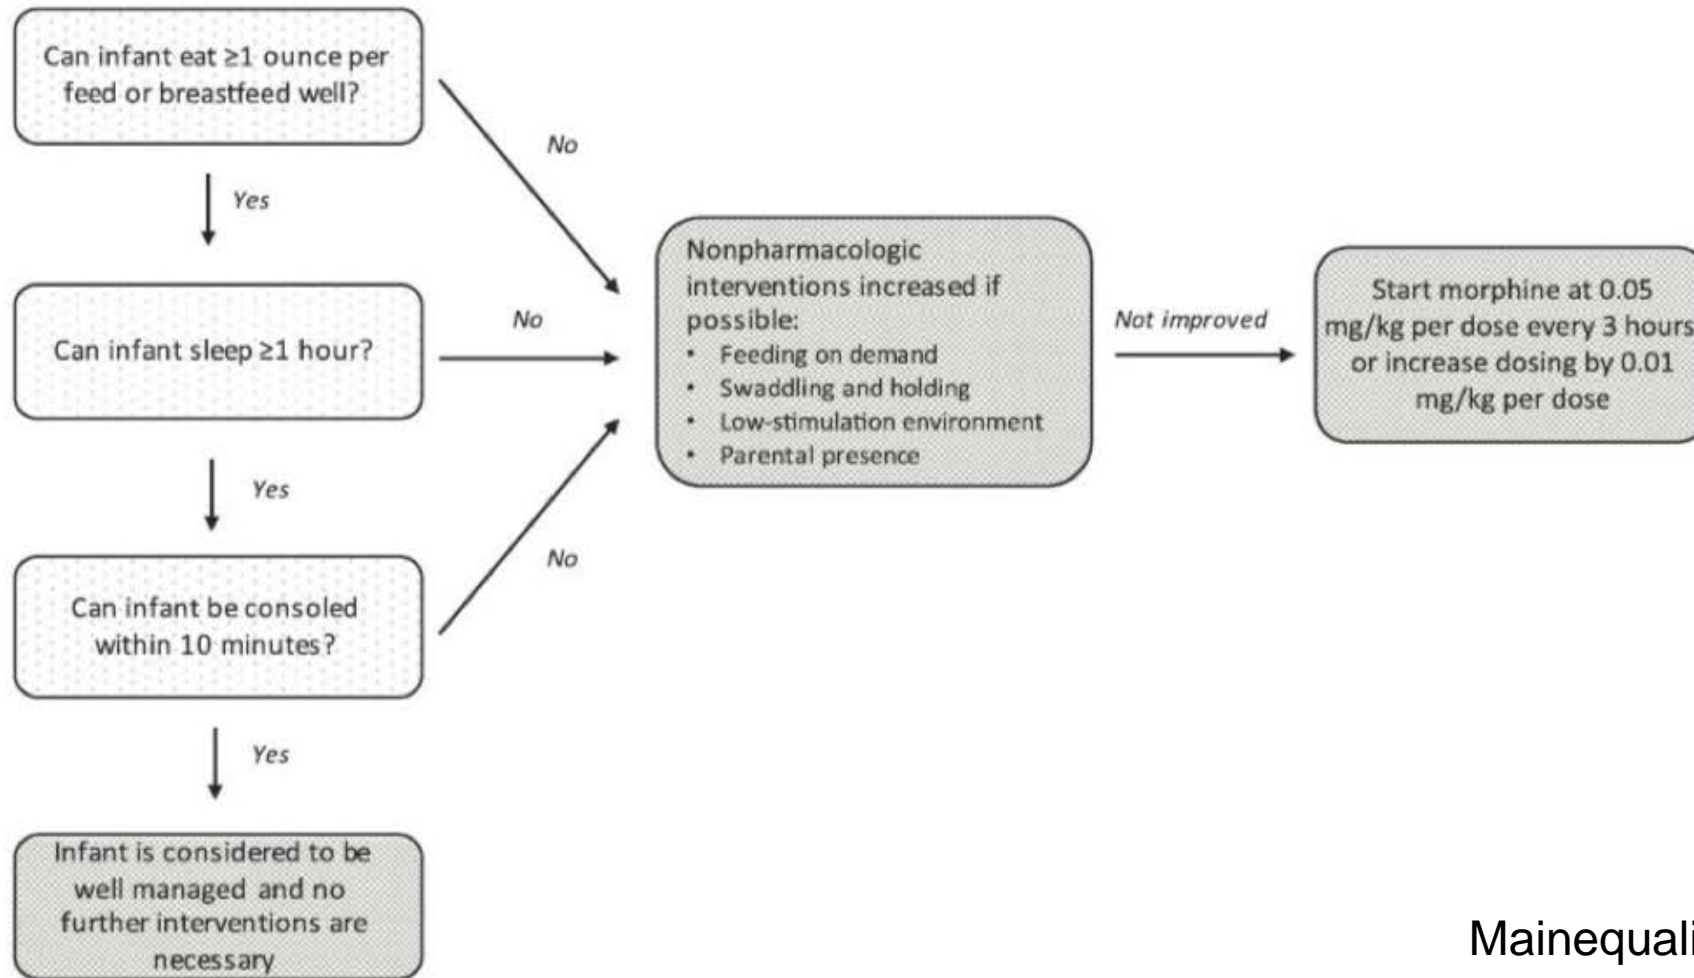 Can infant eat ≥1 ounce per
feed or breastfeed well?
No
Yes
Can infant sleep ≥1 hour?
No
Yes
Can infant be consoled
within 10 minutes?
No
Yes
Infant is considered to be
well managed and no
further interventions are
necessary
Nonpharmacologic
interventions increased if
possible:
• Feeding on demand
• Swaddling and holding
• Low-stimulation environment
• Parental presence
Not improved
Start morphine at 0.05
mg/kg per dose every 3 hours
or increase dosing by 0.01
mg/kg per dose
Mainequali